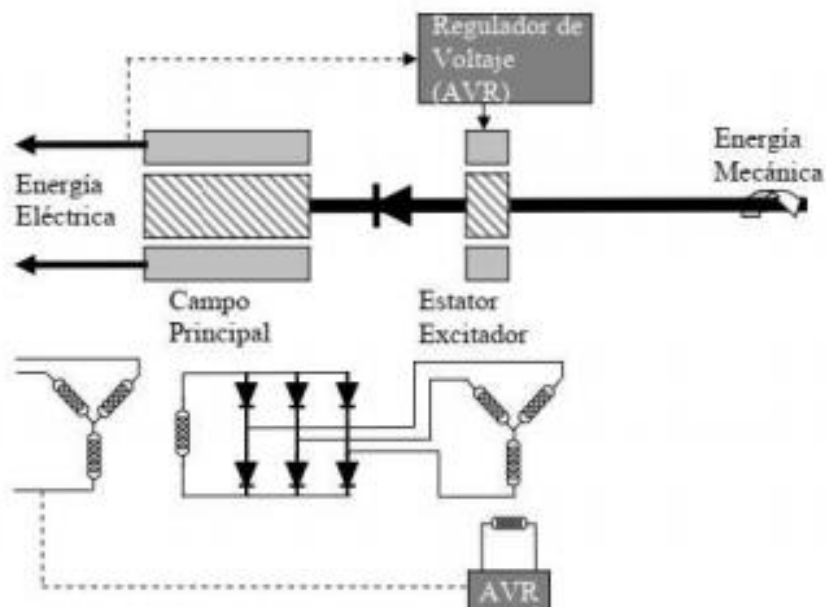 Regulador de
Voltaje
(AVR)
Energía
Mecánica
Energía
Eléctrica
Campo
Principal
Estator
Excitador
AVR